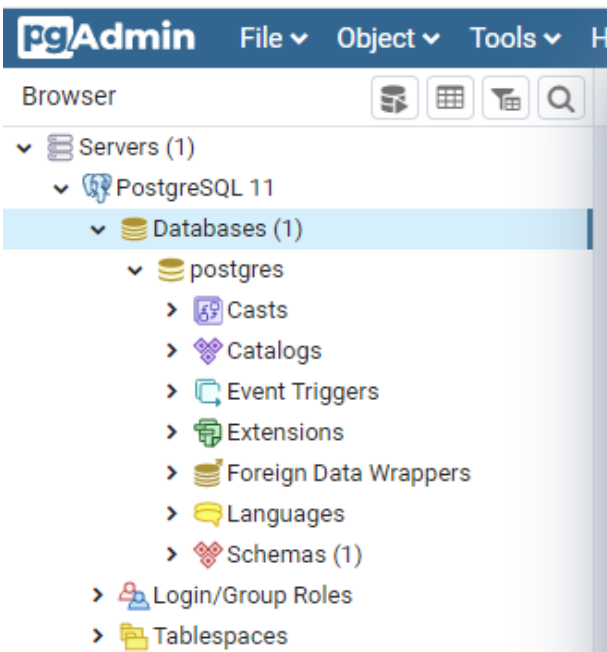 pgAdmin File Object Tools H
Browser
Servers (1)
PostgreSQL 11
Databases (1)
postgres
Casts
Catalogs
Event Triggers
Extensions
Foreign Data Wrappers
Languages
Schemas (1)
Login/Group Roles
Tablespaces